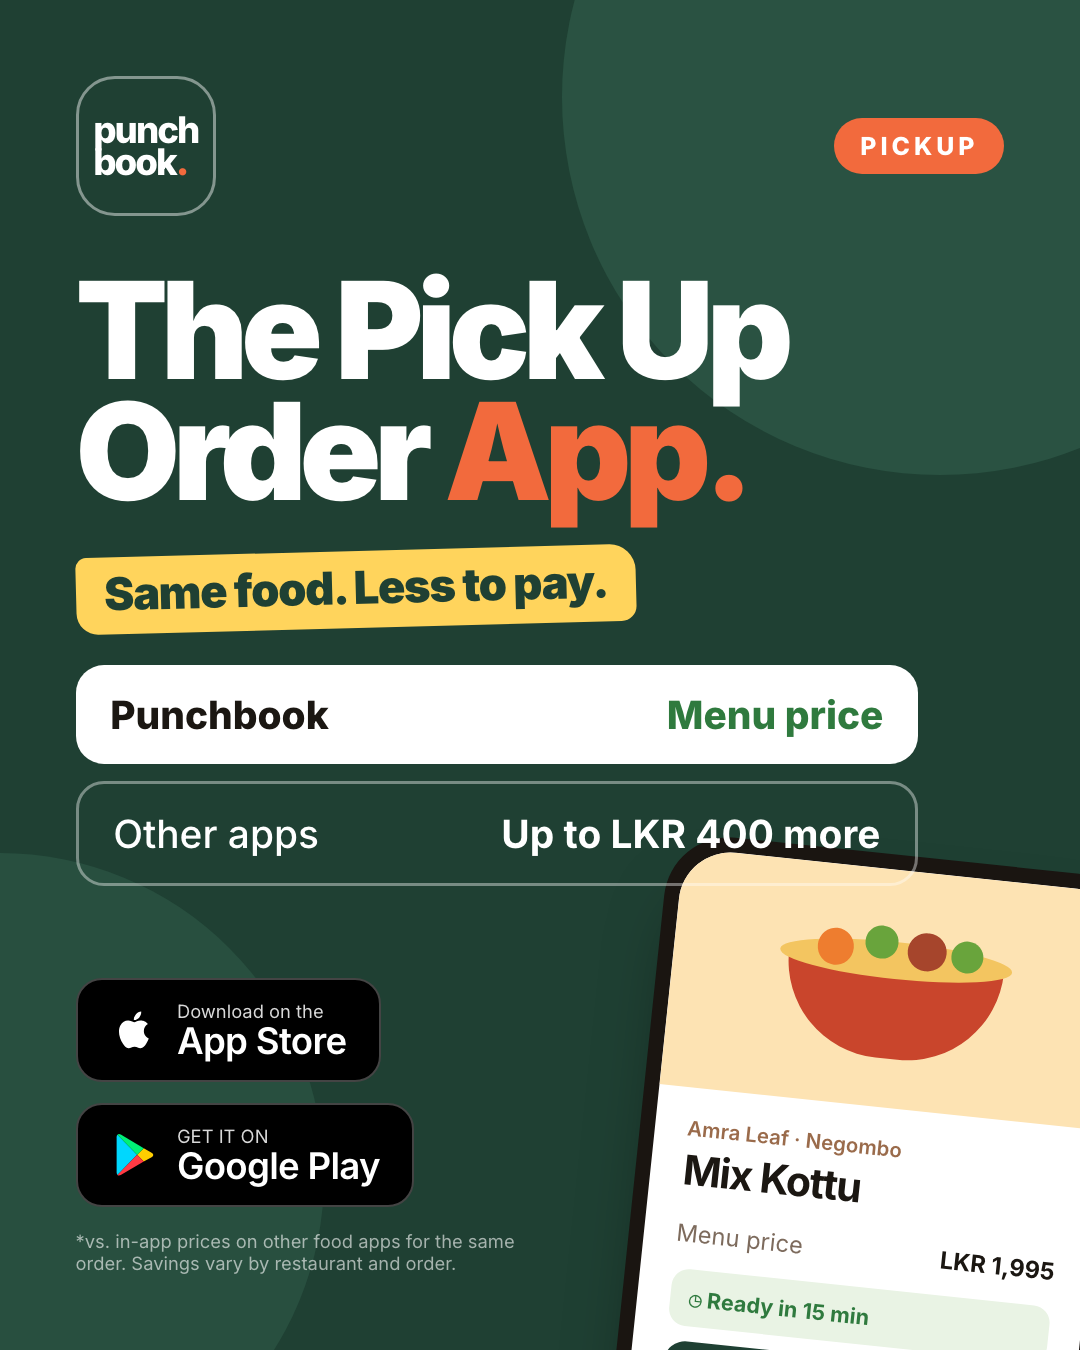 punch
book.
PICKUP
The Pick Up
Order App.
Same food. Less to pay.
Punchbook Menu price
Other apps Up to LKR 400 more
Download on the
App Store
GET IT ON
Google Play
*vs. in-app prices on other food apps for the same
order. Savings vary by restaurant and order.
Amra Leaf · Negombo
Mix Kottu
Menu price LKR 1,995
Ready in 15 min